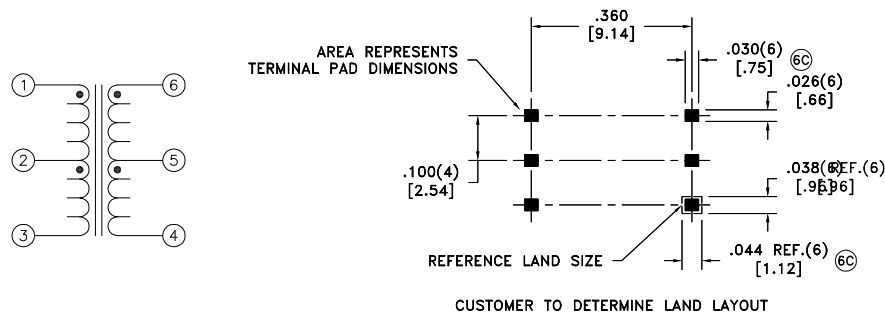 1
6
2
5
3
4
.360
[9.14]
AREA REPRESENTS
TERMINAL PAD DIMENSIONS
.030(6)
[.75]
6C
.026(6)
[.66]
.100(4)
[2.54]
.038
REF.(6)
REFERENCE LAND SIZE
.044 REF.(6)
[1.12]
6C
CUSTOMER TO DETERMINE LAND LAYOUT